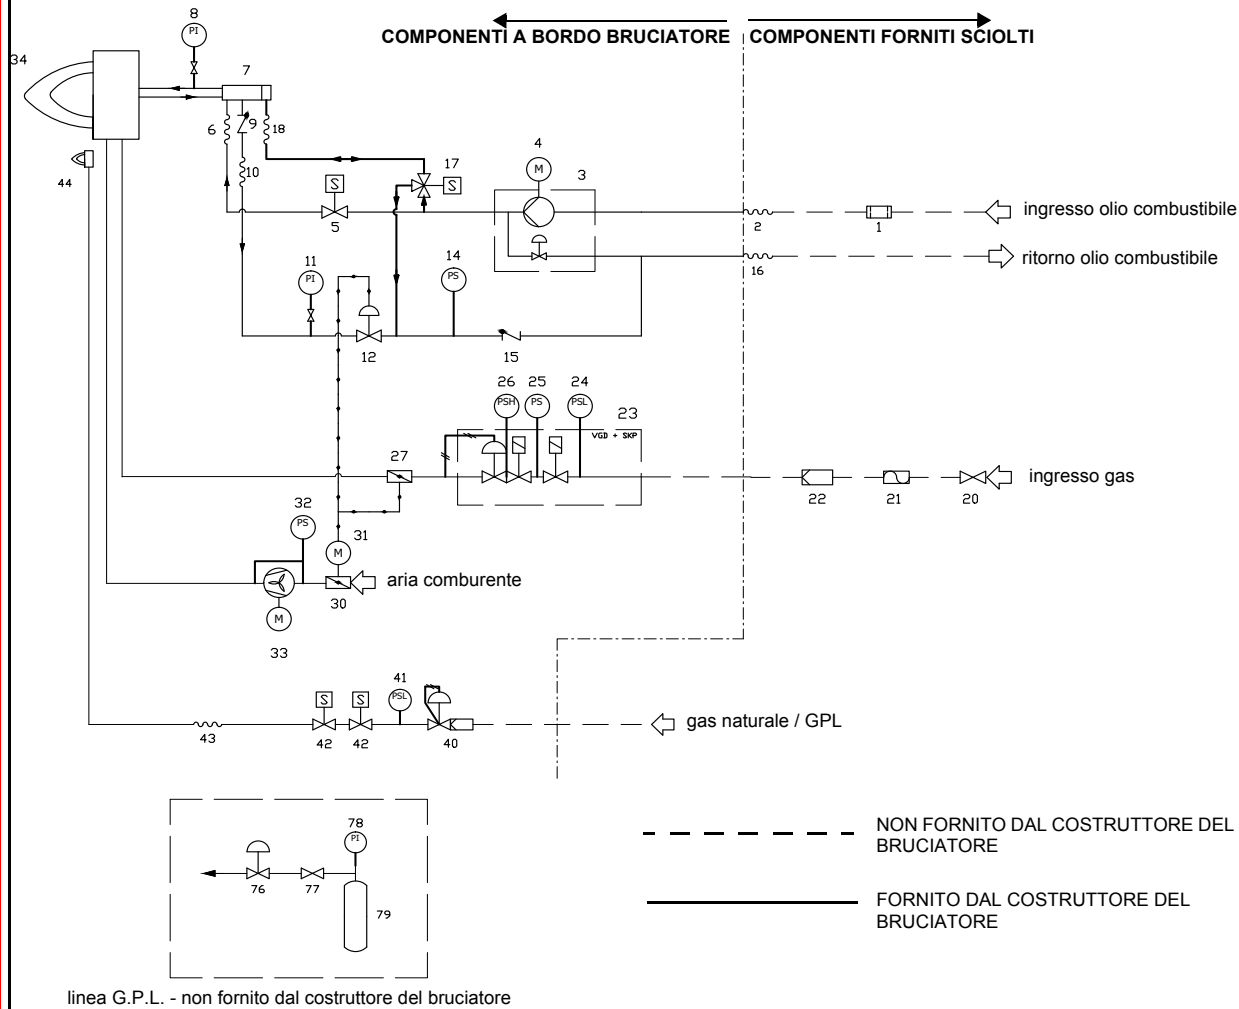 8
PI
COMPONENTI A BORDO BRUCIATORE
COMPONENTI FORNITI SCIOLTI
34
7
6
9
18
10
44
S
5
17
S
4
M
3
2
1
ingresso olio combustibile
16
ritorno olio combustibile
11
PI
14
PS
12
15
26
25
24
PSH
PS
PSL
23
VGD + SKP
27
22
21
20
ingresso gas
32
PS
31
M
30
aria comburente
M
33
41
PSL
S
S
43
42
42
40
gas naturale / GPL
78
PI
76
77
79
NON FORNITO DAL COSTRUTTORE DEL
BRUCIATORE
FORNITO DAL COSTRUTTORE DEL
BRUCIATORE
linea G.P.L. - non fornito dal costruttore del bruciatore